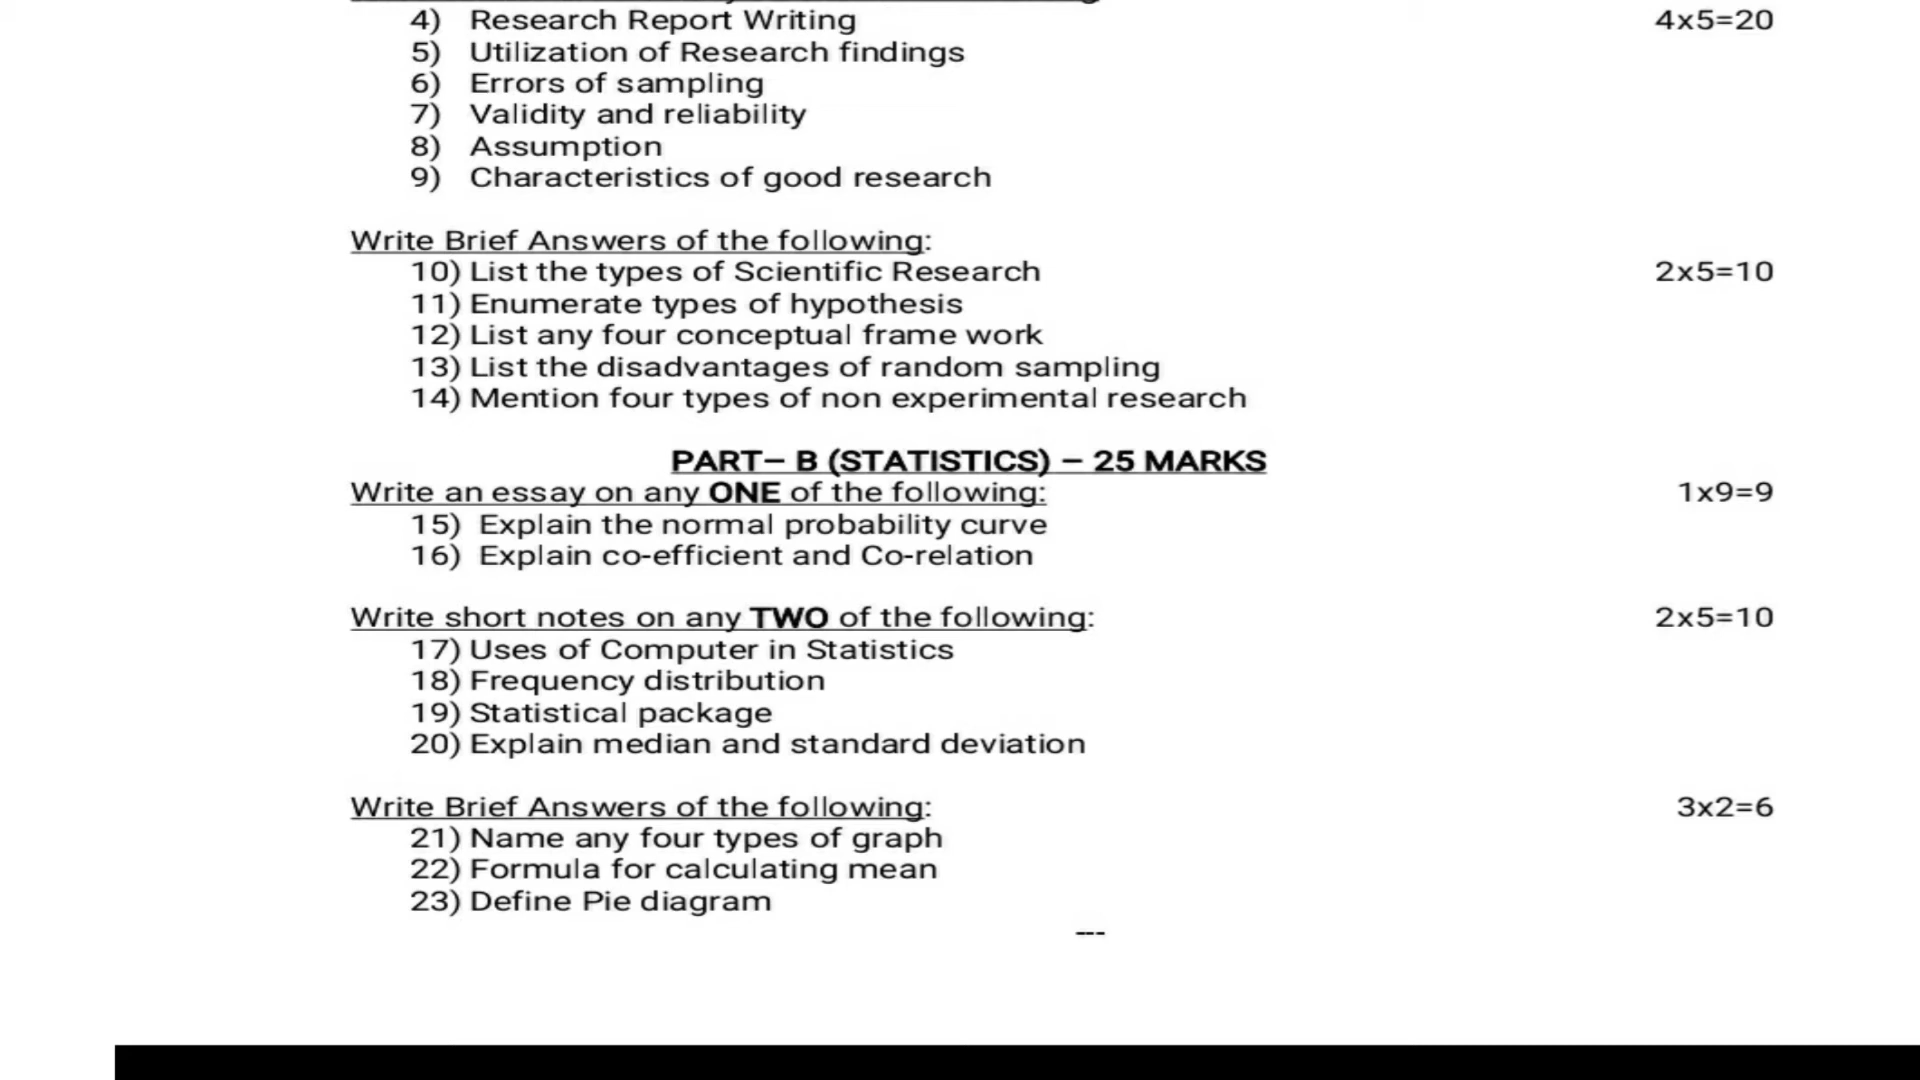 4) Research Report Writing 4x5=20
5) Utilization of Research findings
6) Errors of sampling
7) Validity and reliability
8) Assumption
9) Characteristics of good research
Write Brief Answers of the following:
10) List the types of Scientific Research 2x5=10
11) Enumerate types of hypothesis
12) List any four conceptual frame work
13) List the disadvantages of random sampling
14) Mention four types of non experimental research
PART– B (STATISTICS) – 25 MARKS
Write an essay on any ONE of the following: 1x9=9
15) Explain the normal probability curve
16) Explain co-efficient and Co-relation
Write short notes on any TWO of the following: 2x5=10
17) Uses of Computer in Statistics
18) Frequency distribution
19) Statistical package
20) Explain median and standard deviation
Write Brief Answers of the following: 3x2=6
21) Name any four types of graph
22) Formula for calculating mean
23) Define Pie diagram
---